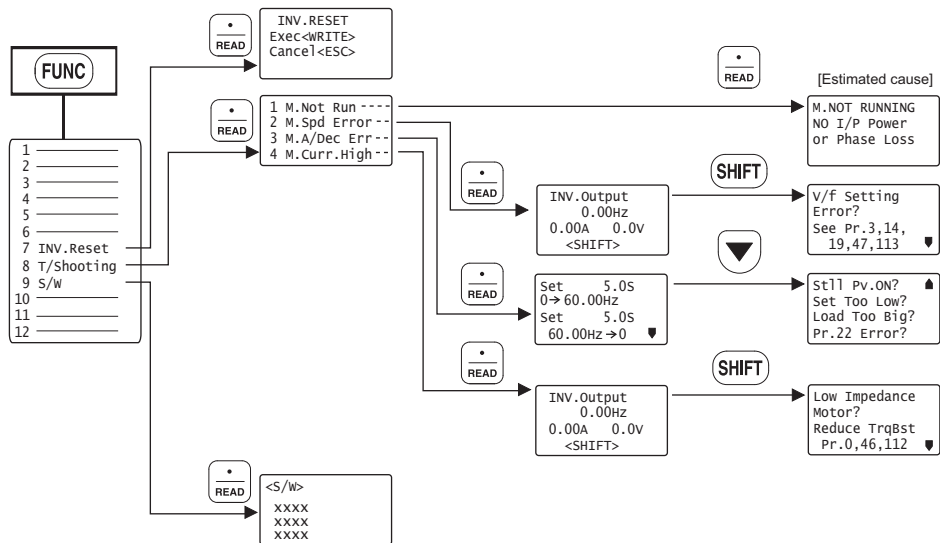 FUNC
1
2
3
4
5
6
7 INV.Reset
8 T/Shooting
9 S/W
10
11
12
READ
INV.RESET
Exec<WRITE>
Cancel<ESC>
READ
1 M.Not Run ----
2 M.Spd Error--
3 M.A/Dec Err--
4 M.Curr.High--
READ
[Estimated cause]
M.NOT RUNNING
NO I/P Power
or Phase Loss
READ
INV.Output
0.00Hz
0.00A 0.0V
<SHIFT>
SHIFT
V/f Setting
Error?
See Pr.3,14,
19,47,113
READ
Set 5.0S
0→60.00Hz
Set 5.0S
60.00Hz→0
Stll Pv.ON?
Set Too Low?
Load Too Big?
Pr.22 Error?
READ
INV.Output
0.00Hz
0.00A 0.0V
<SHIFT>
SHIFT
Low Impedance
Motor?
Reduce TrqBst
Pr.0,46,112
READ
<S/W>
xxxx
xxxx
xxxx